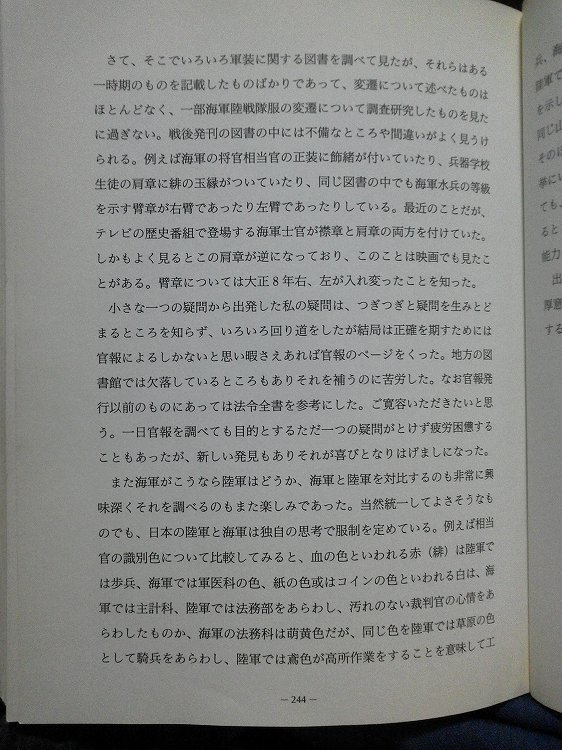 さて、そこでいろいろ軍装に関する図書を調べて見たが、それらはある
一時期のものを記載したものばかりであって、変遷について述べたものは
ほとんどなく、一部海軍陸戦隊服の変遷について調査研究したものを見た
に過ぎない。戦後発刊の図書の中には不備なところや間違いがよく見うけ
られる。例えば海軍の将官相当官の正装に飾緒が付いていたり、兵器学校
生徒の肩章に緋の玉縁がついていたり、同じ図書の中でも海軍水兵の等級
を示す臂章が右臂であったり左臂であったりしている。最近のことだが、
テレビの歴史番組で登場する海軍士官が襟章と肩章の両方を付けていた。
しかもよく見るとこの肩章が逆になっており、このことは映画でも見たこ
とがある。臂章については大正8年右、左が入れ変ったことを知った。
小さな一つの疑問から出発した私の疑問は、つぎつぎと疑問を生みとど
まるところを知らず、いろいろ回り道をしたが結局は正確を期すためには
官報によるしかないと思い暇さえあれば官報のページをくった。地方の図
書館では欠落しているところもありそれを補うのに苦労した。なお官報発
行以前のものにあっては法令全書を参考にした。ご寛容いただきたいと思
う。一日官報を調べても目的とするただ一つの疑問がとけず疲労困憊する
こともあったが、新しい発見もありそれが喜びとなりはげましになった。
また海軍がこうなら陸軍はどうか、海軍と陸軍を対比するのも非常に興
味深くそれを調べるのもまた楽しみであった。当然統一してよさそうなも
のでも、日本の陸軍と海軍は独自の思考で服制を定めている。例えば相当
官の識別色について比較してみると、血の色といわれる赤（緋）は陸軍で
は歩兵、海軍では軍医科の色、紙の色或はコインの色といわれる白は、海
軍では主計科、陸軍では法務部をあらわし、汚れのない裁判官の心情をあ
らわしたものか、海軍の法務科は萌黄色だが、同じ色を陸軍では草原の色
として騎兵をあらわし、陸軍では鳶色が高所作業をすることを意味して工
－244－
兵、海
陸軍で
を示し
同じ山
そのに
挙にい
ても、
ると
能力
出
厚意
する